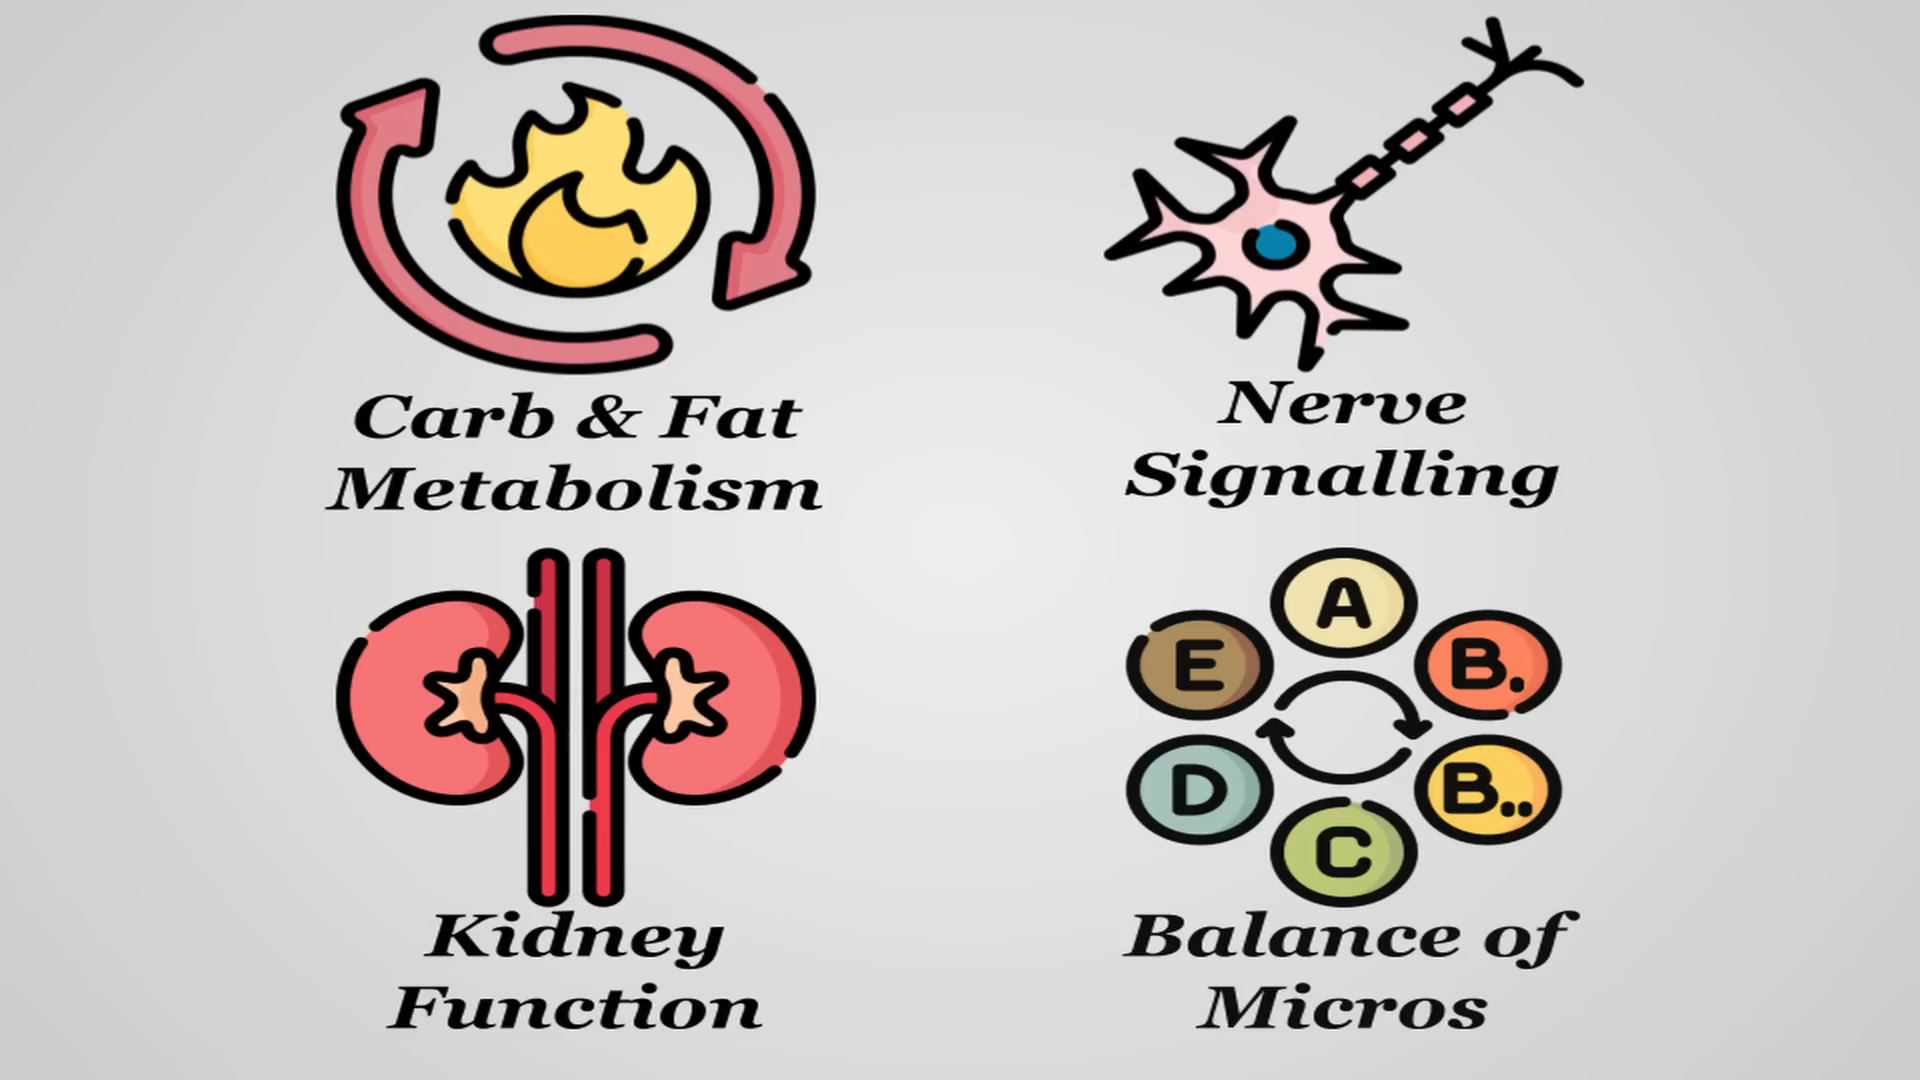 Carb & Fat
Metabolism
Nerve
Signalling
Kidney
Function
A
E
B.
D
B..
C
Balance of
Micros